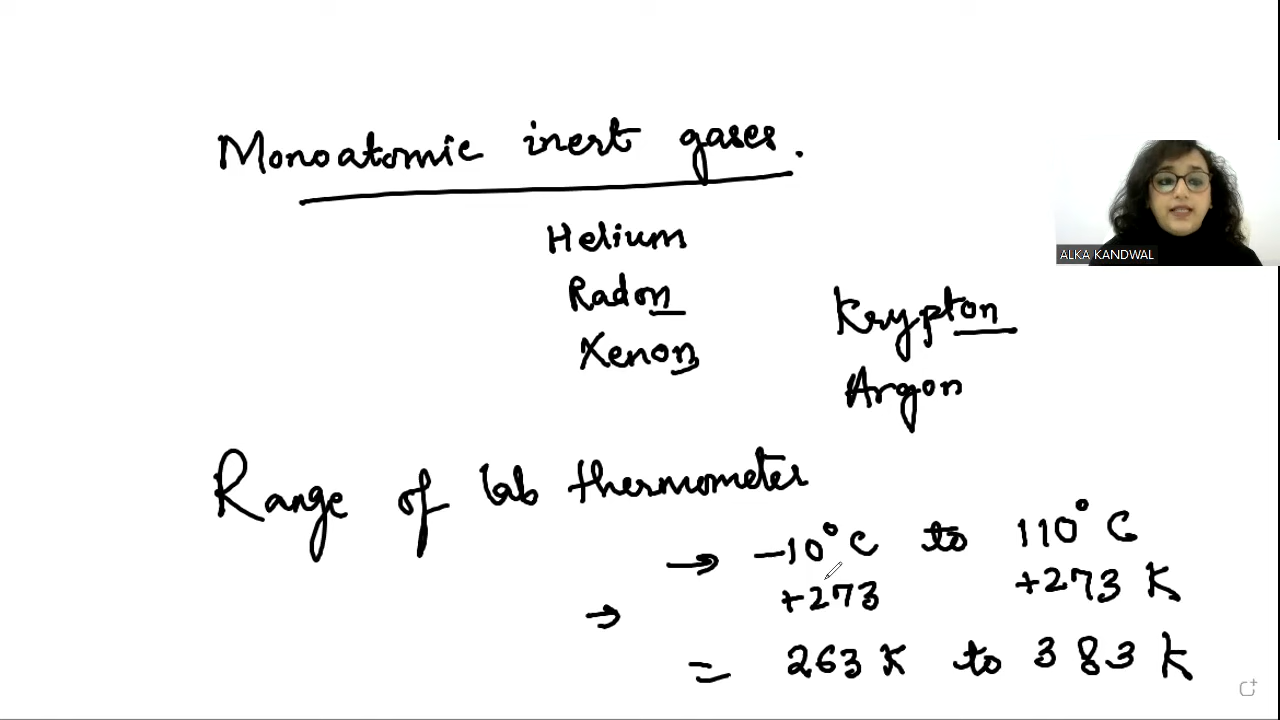 Monoatomic inert gases.
Helium
Radon
Xenon
Krypton
Argon
ALKA KANDWAL
Range of lab thermometer
→ -10° C to 110° C
→ +273 +273 K
= 263 K to 383 K